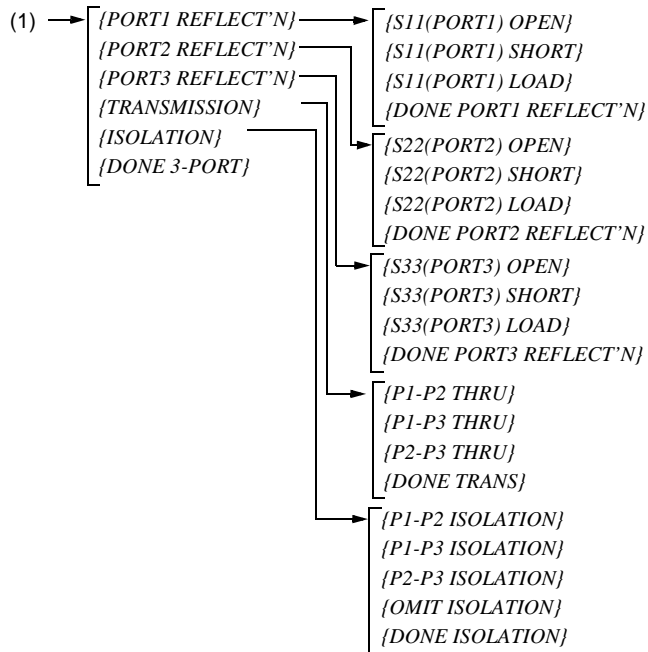 (1)
{PORT1 REFLECT'N}
{PORT2 REFLECT'N}
{PORT3 REFLECT'N}
{TRANSMISSION}
{ISOLATION}
{DONE 3-PORT}
{S11(PORT1) OPEN}
{S11(PORT1) SHORT}
{S11(PORT1) LOAD}
{DONE PORT1 REFLECT'N}
{S22(PORT2) OPEN}
{S22(PORT2) SHORT}
{S22(PORT2) LOAD}
{DONE PORT2 REFLECT'N}
{S33(PORT3) OPEN}
{S33(PORT3) SHORT}
{S33(PORT3) LOAD}
{DONE PORT3 REFLECT'N}
{P1-P2 THRU}
{P1-P3 THRU}
{P2-P3 THRU}
{DONE TRANS}
{P1-P2 ISOLATION}
{P1-P3 ISOLATION}
{P2-P3 ISOLATION}
{OMIT ISOLATION}
{DONE ISOLATION}